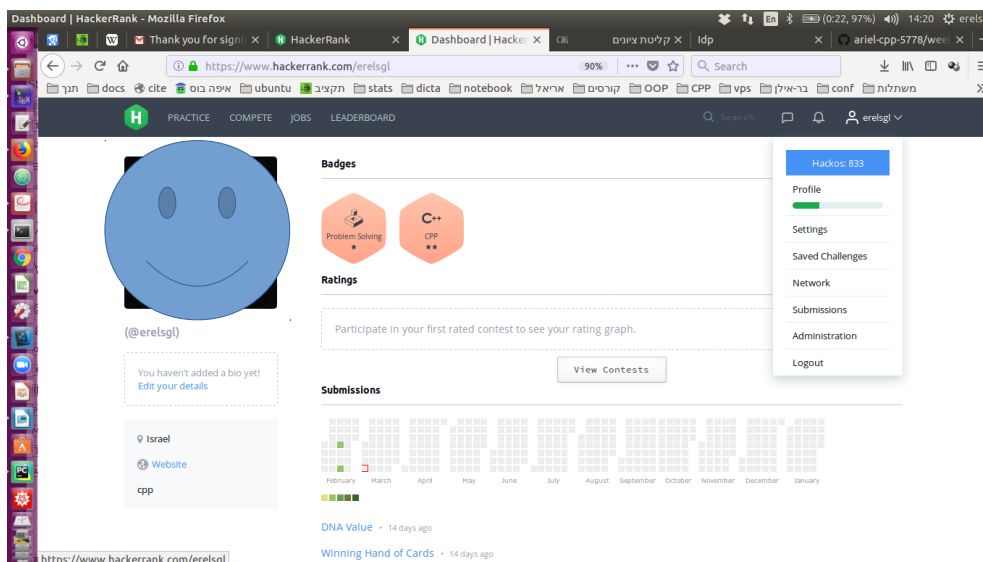 Dashboard | HackerRank - Mozilla Firefox
En (0:22, 97%) 14:20 erels
Thank you for signi × HackerRank × Dashboard | Hacker × קליטת ציונים × Idp × ariel-cpp-5778/wee ×
https://www.hackerrank.com/erelsgl 90% Search
תנך docs cite איפה בוס ubuntu תקציב stats dicta notebook אריאל קורסים OOP CPP vps בר-אילן conf משתלות
H PRACTICE COMPETE JOBS LEADERBOARD Search erelsgl
Hackos: 833
Profile
Settings
Saved Challenges
Network
Submissions
Administration
Logout
Badges
Problem Solving
C++
CPP
Ratings
Participate in your first rated contest to see your rating graph.
View Contests
(@erelsgl)
You haven't added a bio yet!
Edit your details
Israel
Website
cpp
Submissions
February March April May June July August September October November December January
DNA Value • 14 days ago
Winning Hand of Cards • 14 days ago
https://www.hackerrank.com/erelsgl